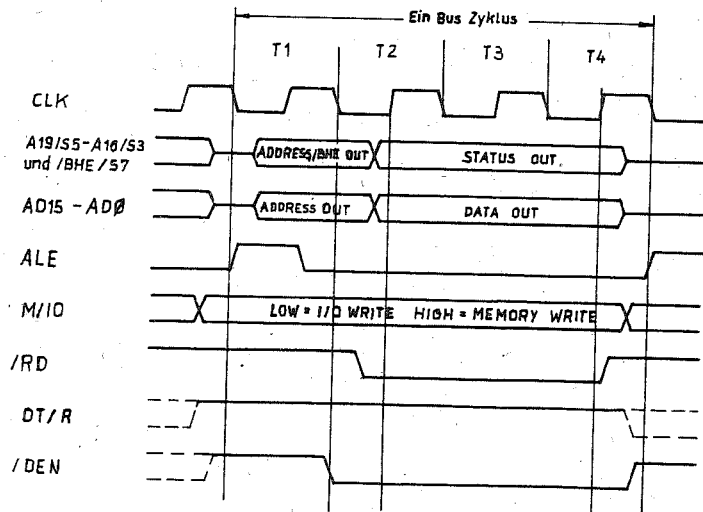 Ein Bus Zyklus
T1 T2 T3 T4
CLK
A19/S5-A16/S3
und /BHE/S7
ADDRESS/BHE OUT STATUS OUT
AD15 - AD0
ADDRESS OUT DATA OUT
ALE
M/IO
LOW = I/O WRITE HIGH = MEMORY WRITE
/RD
DT/R
/DEN